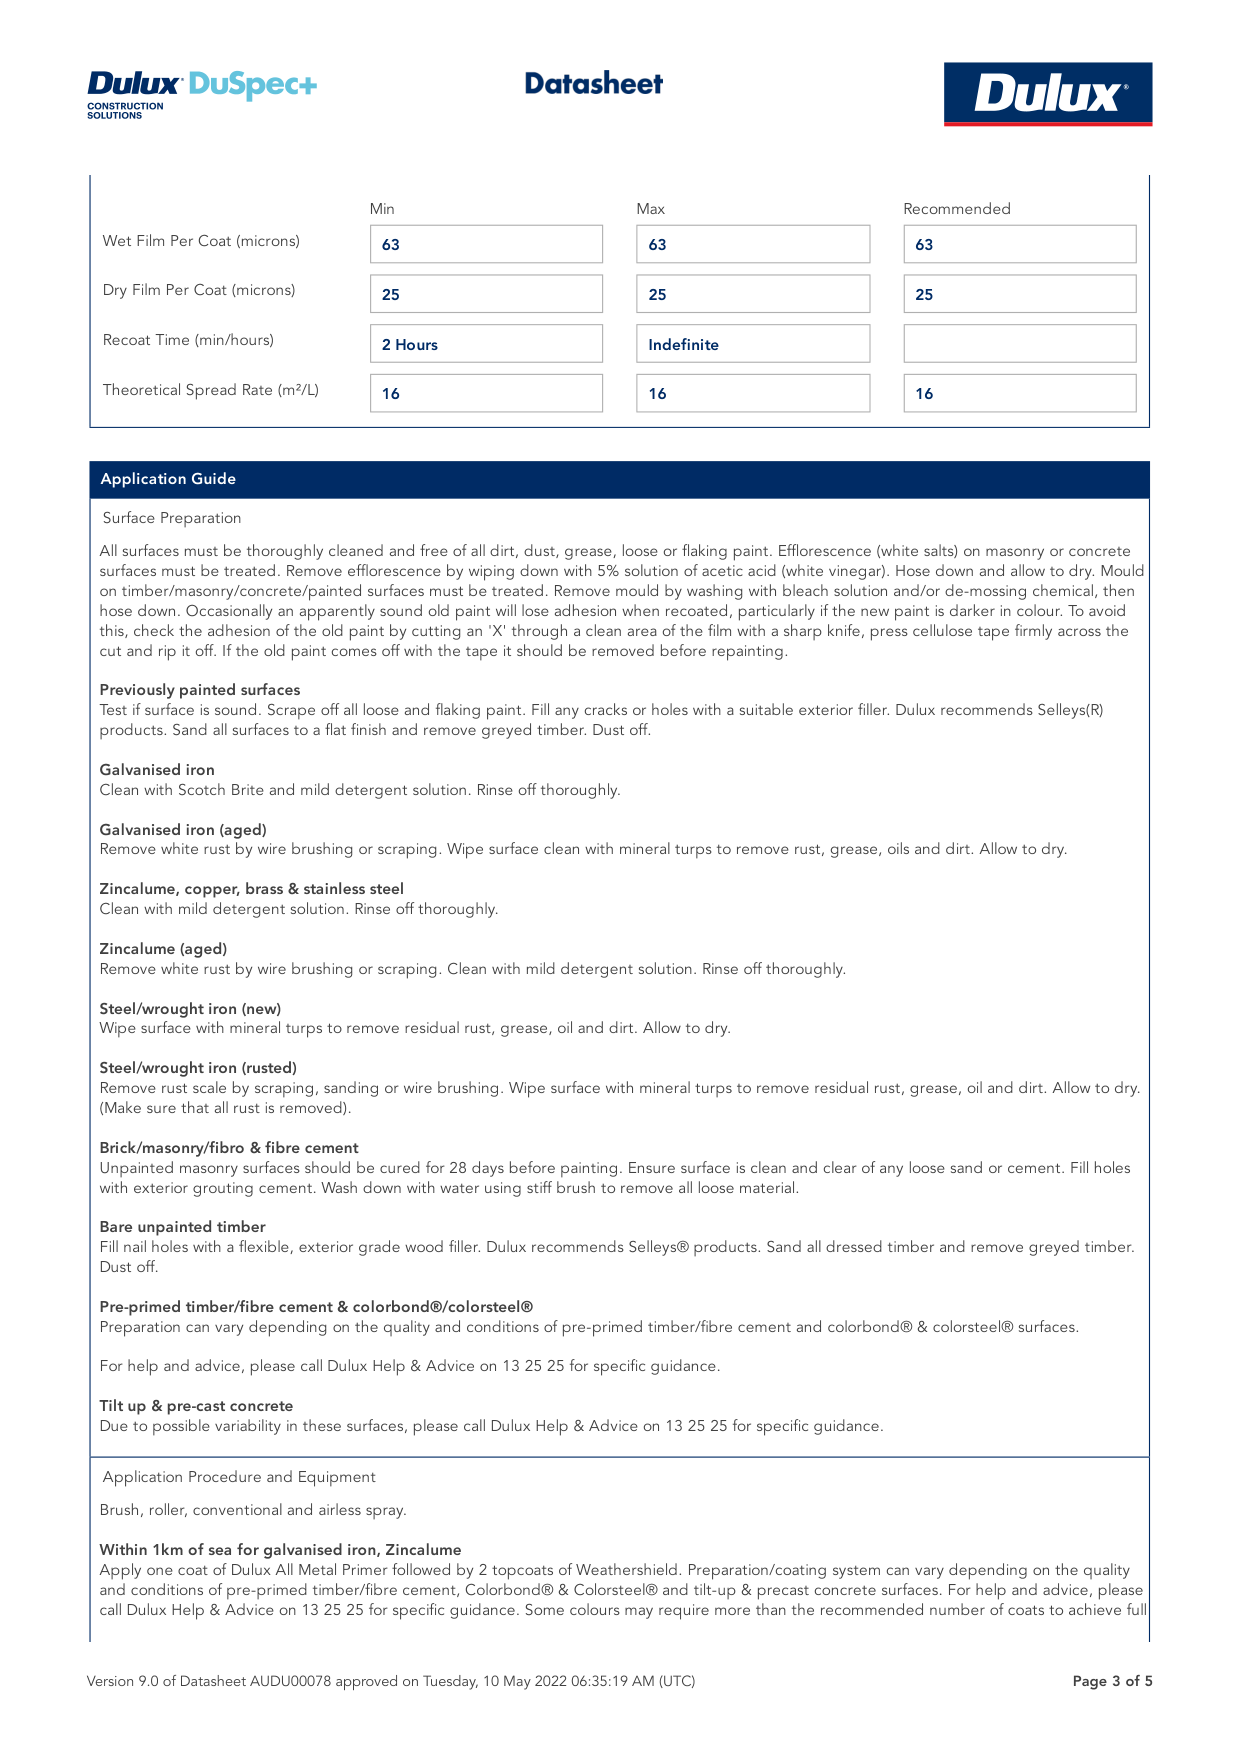 Dulux DuSpec+
CONSTRUCTION
SOLUTIONS
Datasheet
Dulux®
Min Max Recommended
Wet Film Per Coat (microns) 63 63 63
Dry Film Per Coat (microns) 25 25 25
Recoat Time (min/hours) 2 Hours Indefinite
Theoretical Spread Rate (m²/L) 16 16 16
Application Guide
Surface Preparation
All surfaces must be thoroughly cleaned and free of all dirt, dust, grease, loose or flaking paint. Efflorescence (white salts) on masonry or concrete
surfaces must be treated. Remove efflorescence by wiping down with 5% solution of acetic acid (white vinegar). Hose down and allow to dry. Mould
on timber/masonry/concrete/painted surfaces must be treated. Remove mould by washing with bleach solution and/or de-mossing chemical, then
hose down. Occasionally an apparently sound old paint will lose adhesion when recoated, particularly if the new paint is darker in colour. To avoid
this, check the adhesion of the old paint by cutting an 'X' through a clean area of the film with a sharp knife, press cellulose tape firmly across the
cut and rip it off. If the old paint comes off with the tape it should be removed before repainting.
Previously painted surfaces
Test if surface is sound. Scrape off all loose and flaking paint. Fill any cracks or holes with a suitable exterior filler. Dulux recommends Selleys(R)
products. Sand all surfaces to a flat finish and remove greyed timber. Dust off.
Galvanised iron
Clean with Scotch Brite and mild detergent solution. Rinse off thoroughly.
Galvanised iron (aged)
Remove white rust by wire brushing or scraping. Wipe surface clean with mineral turps to remove rust, grease, oils and dirt. Allow to dry.
Zincalume, copper, brass & stainless steel
Clean with mild detergent solution. Rinse off thoroughly.
Zincalume (aged)
Remove white rust by wire brushing or scraping. Clean with mild detergent solution. Rinse off thoroughly.
Steel/wrought iron (new)
Wipe surface with mineral turps to remove residual rust, grease, oil and dirt. Allow to dry.
Steel/wrought iron (rusted)
Remove rust scale by scraping, sanding or wire brushing. Wipe surface with mineral turps to remove residual rust, grease, oil and dirt. Allow to dry.
(Make sure that all rust is removed).
Brick/masonry/fibro & fibre cement
Unpainted masonry surfaces should be cured for 28 days before painting. Ensure surface is clean and clear of any loose sand or cement. Fill holes
with exterior grouting cement. Wash down with water using stiff brush to remove all loose material.
Bare unpainted timber
Fill nail holes with a flexible, exterior grade wood filler. Dulux recommends Selleys® products. Sand all dressed timber and remove greyed timber.
Dust off.
Pre-primed timber/fibre cement & colorbond®/colorsteel®
Preparation can vary depending on the quality and conditions of pre-primed timber/fibre cement and colorbond® & colorsteel® surfaces.
For help and advice, please call Dulux Help & Advice on 13 25 25 for specific guidance.
Tilt up & pre-cast concrete
Due to possible variability in these surfaces, please call Dulux Help & Advice on 13 25 25 for specific guidance.
Application Procedure and Equipment
Brush, roller, conventional and airless spray.
Within 1km of sea for galvanised iron, Zincalume
Apply one coat of Dulux All Metal Primer followed by 2 topcoats of Weathershield. Preparation/coating system can vary depending on the quality
and conditions of pre-primed timber/fibre cement, Colorbond® & Colorsteel® and tilt-up & precast concrete surfaces. For help and advice, please
call Dulux Help & Advice on 13 25 25 for specific guidance. Some colours may require more than the recommended number of coats to achieve full
Version 9.0 of Datasheet AUDU00078 approved on Tuesday, 10 May 2022 06:35:19 AM (UTC)
Page 3 of 5